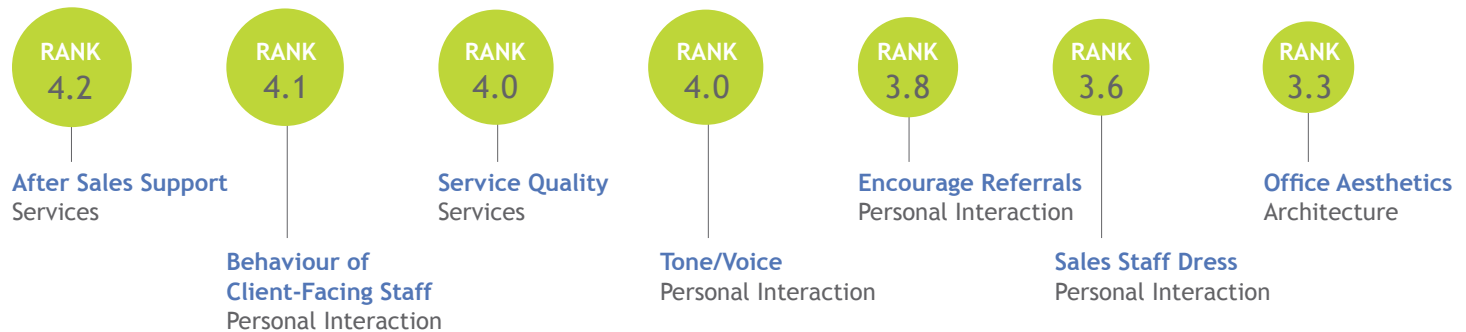 RANK
4.2
After Sales Support
Services
RANK
4.1
Behaviour of
Client-Facing Staff
Personal Interaction
RANK
4.0
Service Quality
Services
RANK
4.0
Tone/Voice
Personal Interaction
RANK
3.8
Encourage Referrals
Personal Interaction
RANK
3.6
Sales Staff Dress
Personal Interaction
RANK
3.3
Office Aesthetics
Architecture